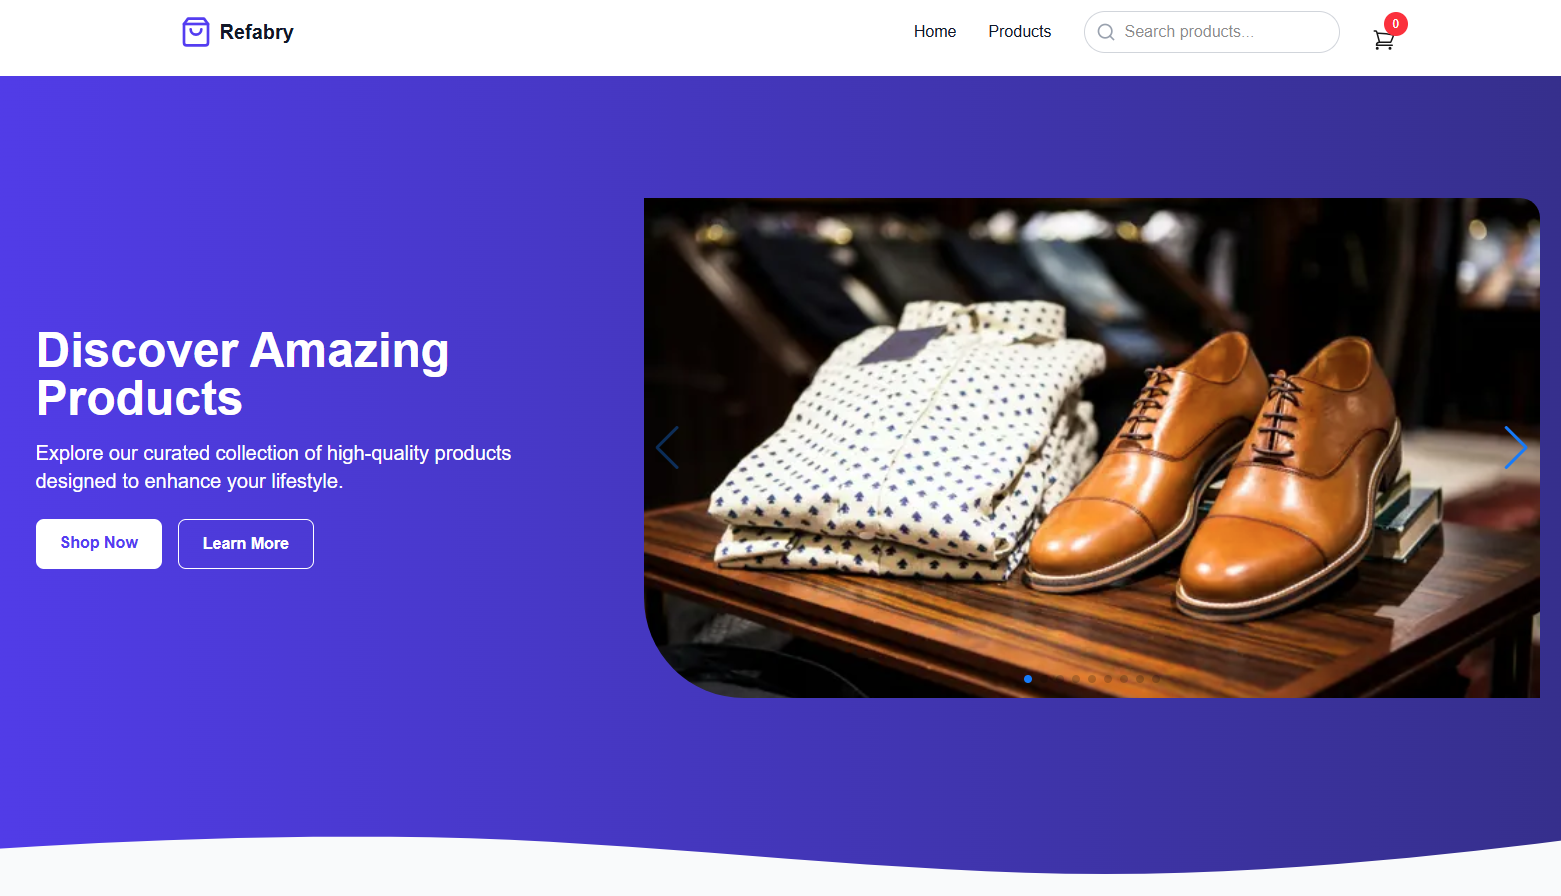 Refabry
Home
Products
Search products...
0
Discover Amazing
Products
Explore our curated collection of high-quality products
designed to enhance your lifestyle.
Shop Now
Learn More